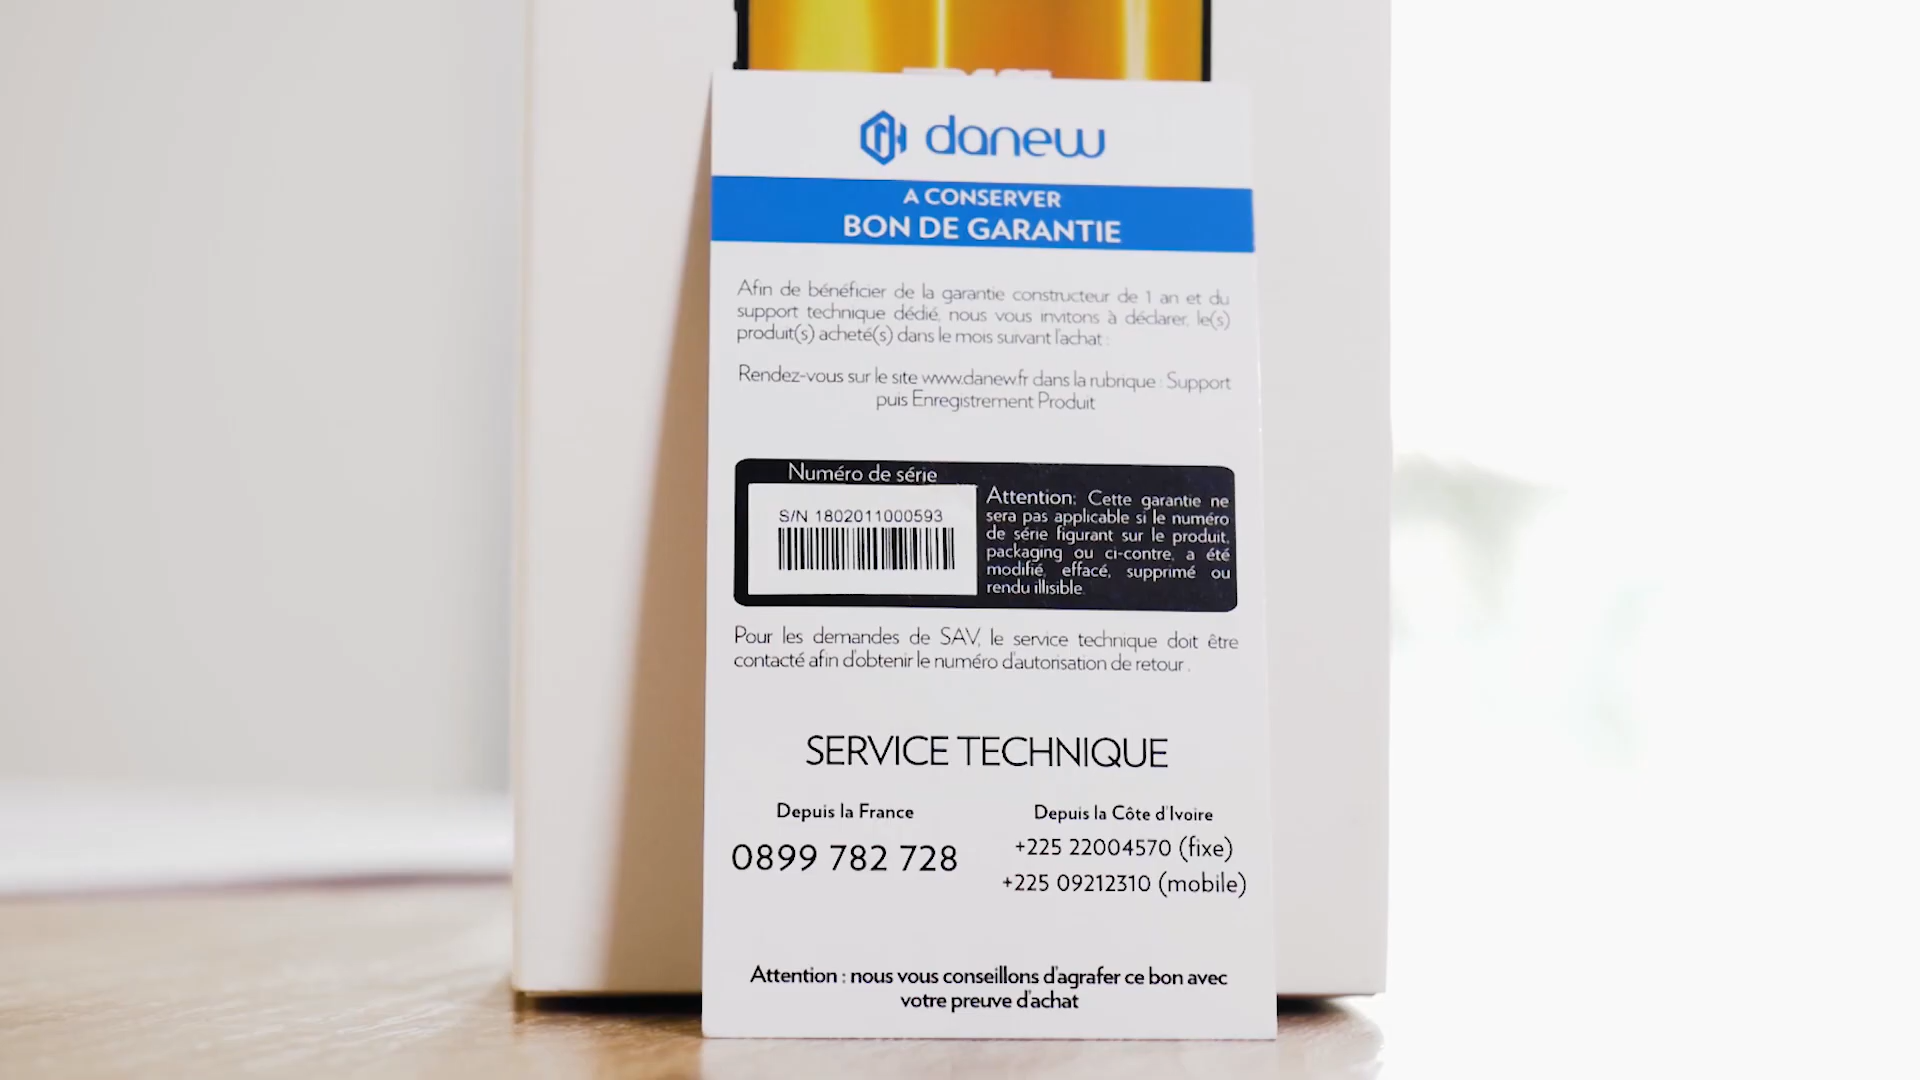 danew
A CONSERVER
BON DE GARANTIE
Afin de bénéficier de la garantie constructeur de 1 an et du
support technique dédié, nous vous invitons à déclarer, le(s)
produit(s) acheté(s) dans le mois suivant l'achat :
Rendez-vous sur le site www.danew.fr dans la rubrique : Support
puis Enregistrement Produit
Numéro de série
S/N 1802011000593
Attention: Cette garantie ne
sera pas applicable si le numéro
de série figurant sur le produit,
packaging ou ci-contre, a été
modifié, effacé, supprimé ou
rendu illisible.
Pour les demandes de SAV, le service technique doit être
contacté afin d'obtenir le numéro d'autorisation de retour .
SERVICE TECHNIQUE
Depuis la France
0899 782 728
Depuis la Côte d'Ivoire
+225 22004570 (fixe)
+225 09212310 (mobile)
Attention : nous vous conseillons d'agrafer ce bon avec
votre preuve d'achat